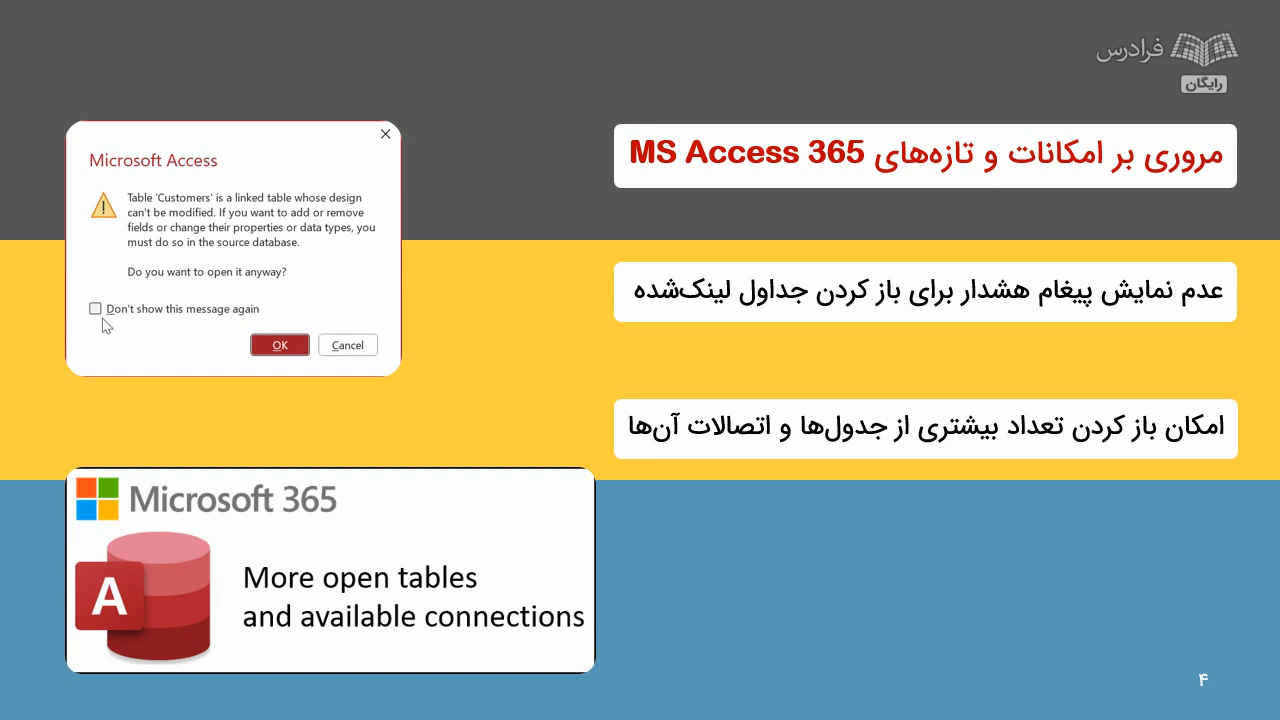 فرادرس
رایگان
مروری بر امکانات و تازه‌های MS Access 365
Microsoft Access
Table 'Customers' is a linked table whose design
can't be modified. If you want to add or remove
fields or change their properties or data types, you
must do so in the source database.
Do you want to open it anyway?
Don't show this message again
OK
Cancel
عدم نمایش پیغام هشدار برای باز کردن جداول لینک‌شده
امکان باز کردن تعداد بیشتری از جدول‌ها و اتصالات آن‌ها
Microsoft 365
A
More open tables
and available connections
۴